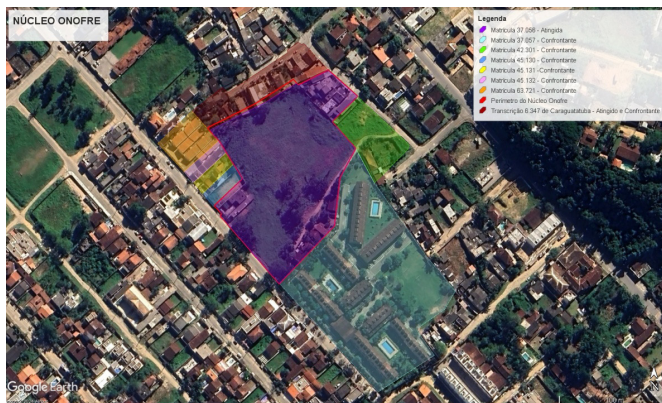 NÚCLEO ONOFRE
Legenda
Matrícula 37.058 - Atingida
Matrícula 37.057 - Confrontante
Matrícula 42.301 - Confrontante
Matrícula 45.130 - Confrontante
Matrícula 45.131 -Confrontante
Matrícula 45.132 - Confrontante
Matrícula 63.721 - Confrontante
Perímetro do Núcleo Onofre
Transcrição 6.347 de Caraguatatuba - Atingido e Confrontante
Google Earth
100 m